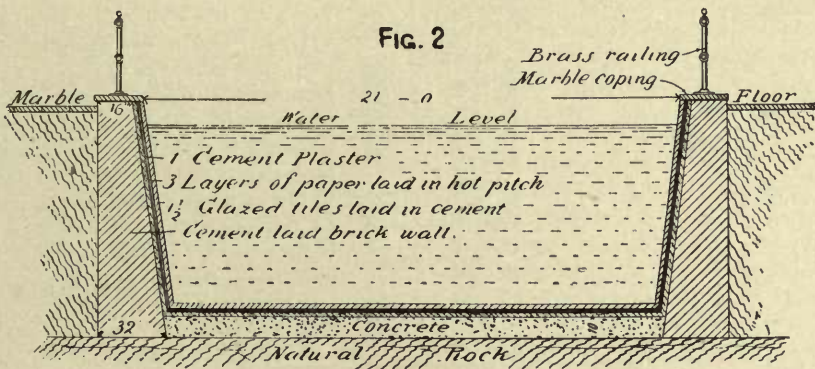 FIG. 2
Brass railing
Marble coping
Marble
Floor
16
21 - 0
Water Level
1 Cement Plaster
3 Layers of paper laid in hot pitch
1½ Glazed tiles laid in cement
Cement laid brick wall.
32
Concrete
Natural Rock